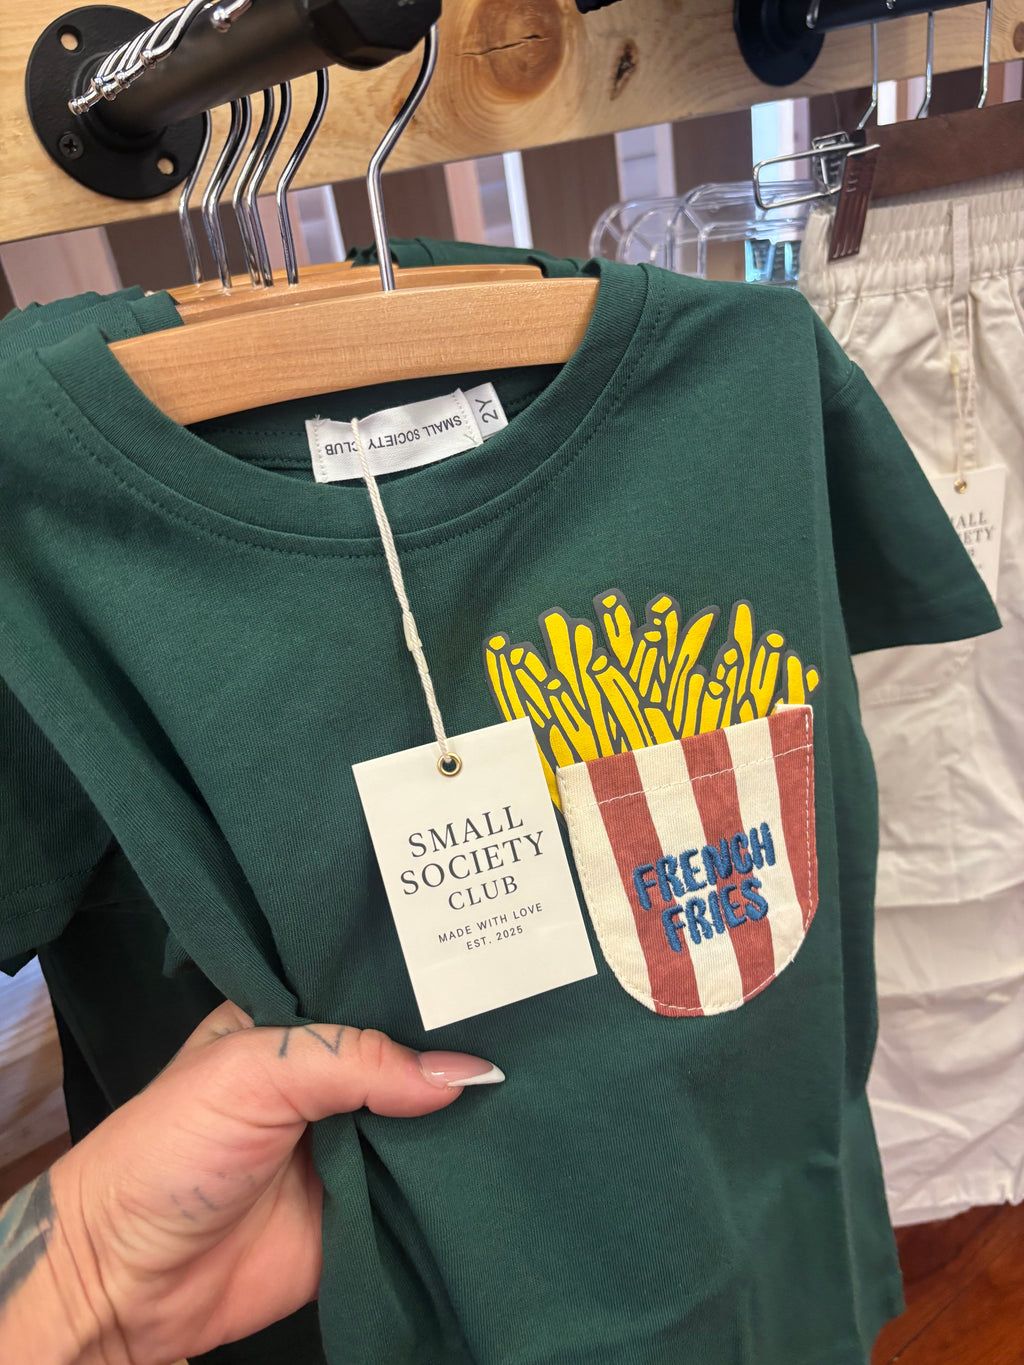 SMALL SOCIETY CLUB
2Y
SMALL
SOCIETY
CLUB
MADE WITH LOVE
EST. 2025
FRENCH
FRIES